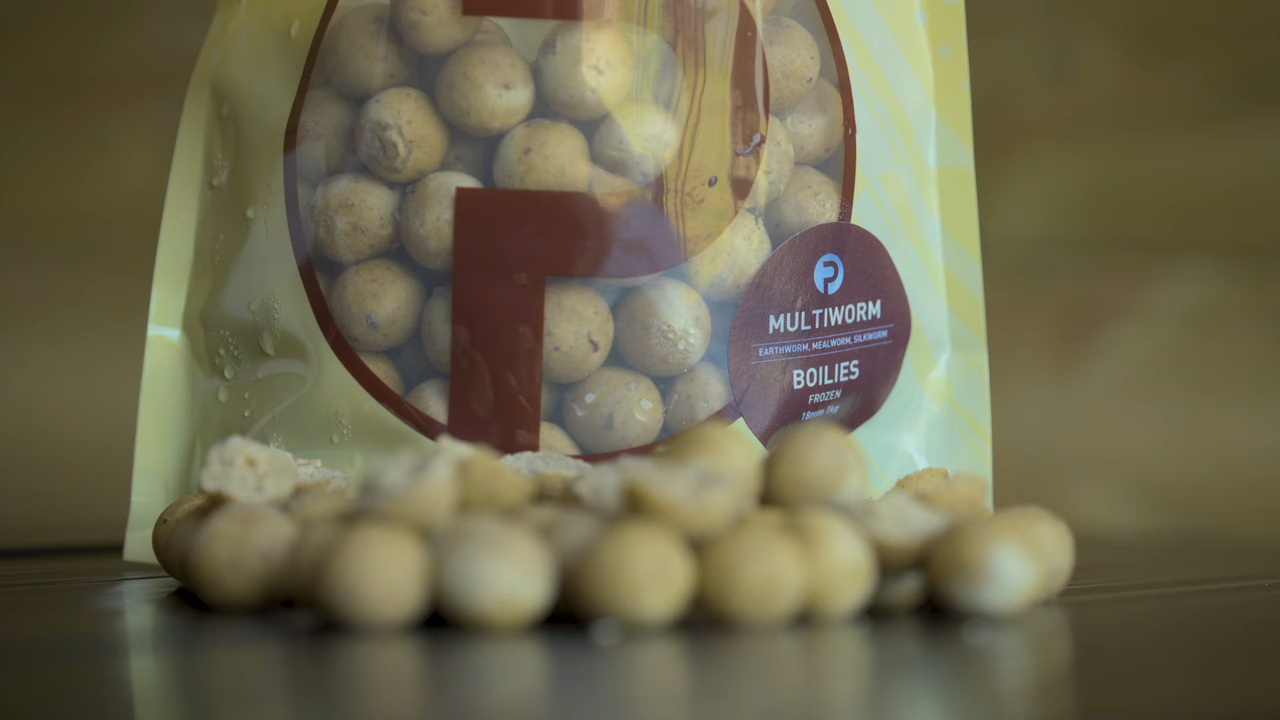 MULTIWORM
EARTHWORM, MEALWORM, SILKWORM
BOILIES
FROZEN
18mm 1kg